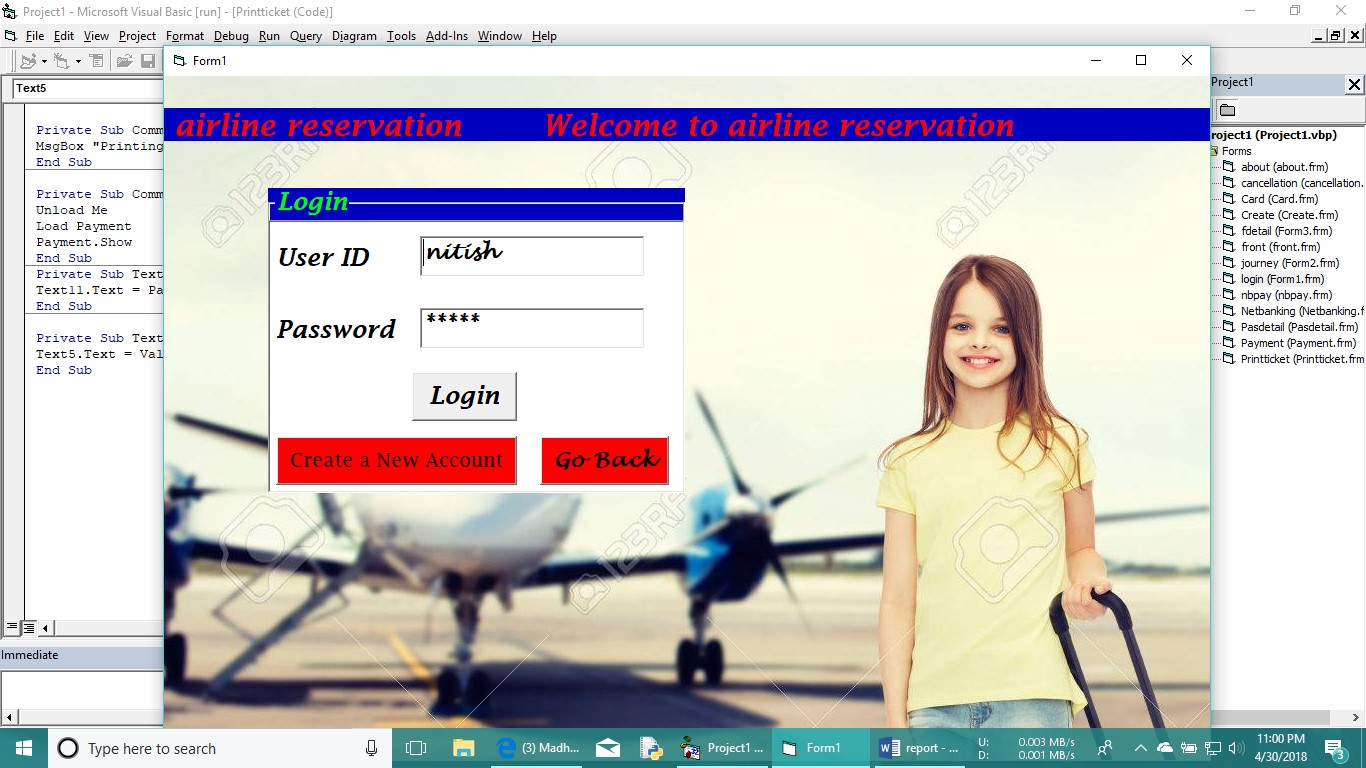 Project1 - Microsoft Visual Basic [run] - [Printticket (Code)]
File Edit View Project Format Debug Run Query Diagram Tools Add-Ins Window Help
Form1
Text5
Project1
airline reservation Welcome to airline reservation
Private Sub Comm
MsgBox "Printing
End Sub
Private Sub Comm
Unload Me
Load Payment
Payment.Show
End Sub
Private Sub Text
Text11.Text = Pa
End Sub
Private Sub Text
Text5.Text = Val
End Sub
Immediate
Login
User ID nitish
Password *****
Login
Create a New Account Go Back
123RF
123RF
123RF
123RF
roject1 (Project1.vbp)
Forms
about (about.frm)
cancellation (cancellation.
Card (Card.frm)
Create (Create.frm)
fdetail (Form3.frm)
front (front.frm)
journey (Form2.frm)
login (Form1.frm)
nbpay (nbpay.frm)
Netbanking (Netbanking.f
Pasdetail (Pasdetail.frm)
Payment (Payment.frm)
Printticket (Printticket.frm
Type here to search
(3) Madh...
Project1 ...
Form1
report - ...
U: 0.003 MB/s
D: 0.001 MB/s
11:00 PM
4/30/2018
3